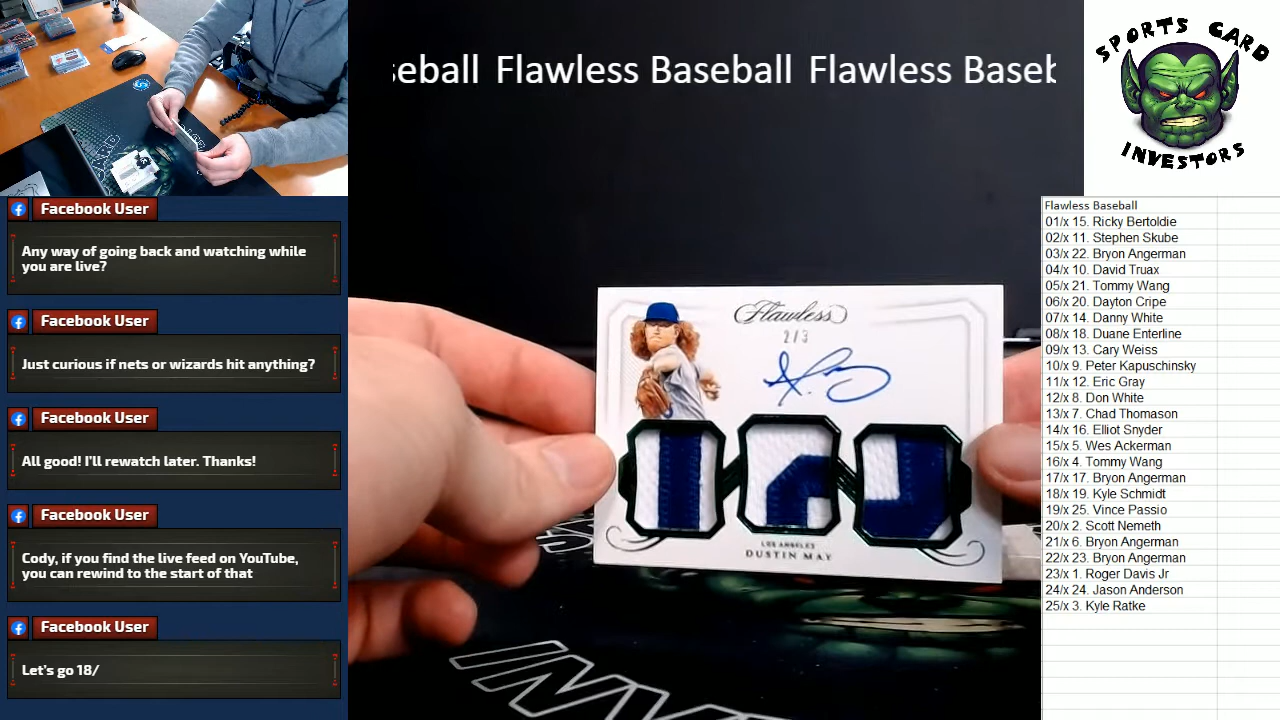 seball Flawless Baseball Flawless Baseb
SPORTS CARD
INVESTORS
Facebook User
Any way of going back and watching while
you are live?
Facebook User
Just curious if nets or wizards hit anything?
Facebook User
All good! I'll rewatch later. Thanks!
Facebook User
Cody, if you find the live feed on YouTube,
you can rewind to the start of that
Facebook User
Let's go 18/
Flawless
2/3
LOS ANGELES
DUSTIN MAY
INV
Flawless Baseball
01/x 15. Ricky Bertoldie
02/x 11. Stephen Skube
03/x 22. Bryon Angerman
04/x 10. David Truax
05/x 21. Tommy Wang
06/x 20. Dayton Cripe
07/x 14. Danny White
08/x 18. Duane Enterline
09/x 13. Cary Weiss
10/x 9. Peter Kapuschinsky
11/x 12. Eric Gray
12/x 8. Don White
13/x 7. Chad Thomason
14/x 16. Elliot Snyder
15/x 5. Wes Ackerman
16/x 4. Tommy Wang
17/x 17. Bryon Angerman
18/x 19. Kyle Schmidt
19/x 25. Vince Passio
20/x 2. Scott Nemeth
21/x 6. Bryon Angerman
22/x 23. Bryon Angerman
23/x 1. Roger Davis Jr
24/x 24. Jason Anderson
25/x 3. Kyle Ratke